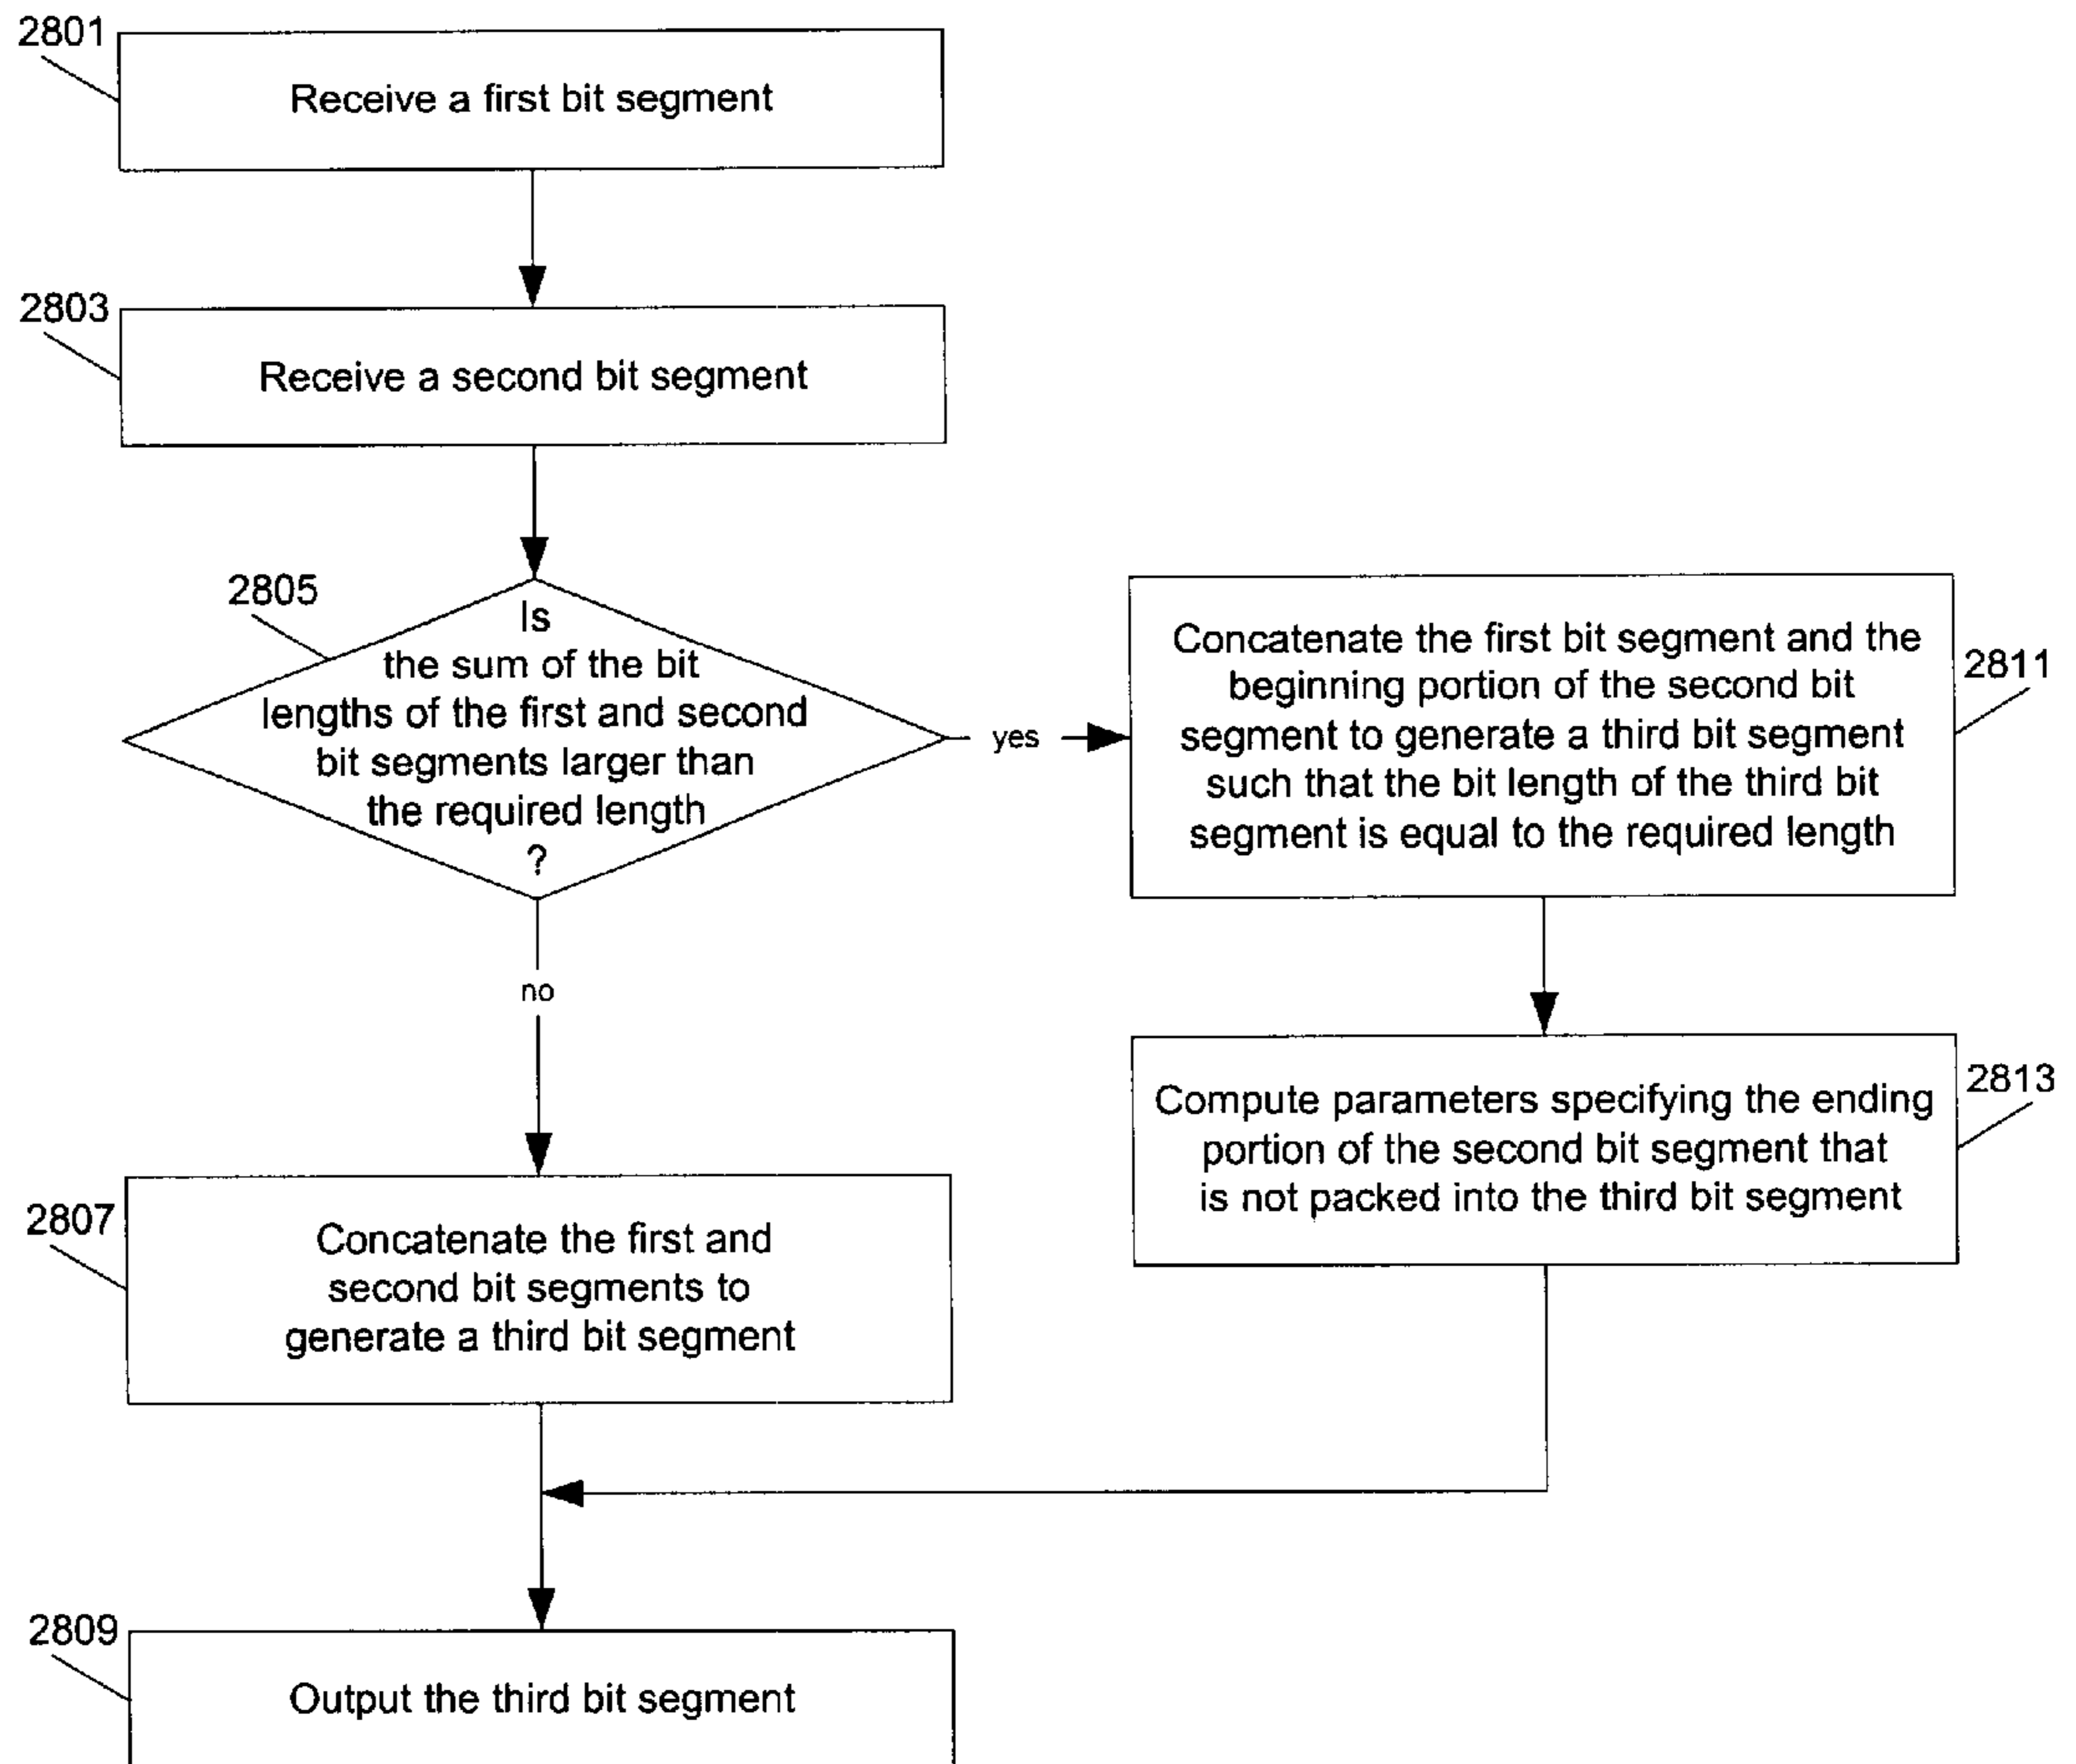 2801
Receive a first bit segment
2803
Receive a second bit segment
2805
Is
the sum of the bit
lengths of the first and second
bit segments larger than
the required length
?
yes
Concatenate the first bit segment and the
beginning portion of the second bit
segment to generate a third bit segment
such that the bit length of the third bit
segment is equal to the required length
2811
no
Compute parameters specifying the ending
portion of the second bit segment that
is not packed into the third bit segment
2813
2807
Concatenate the first and
second bit segments to
generate a third bit segment
2809
Output the third bit segment